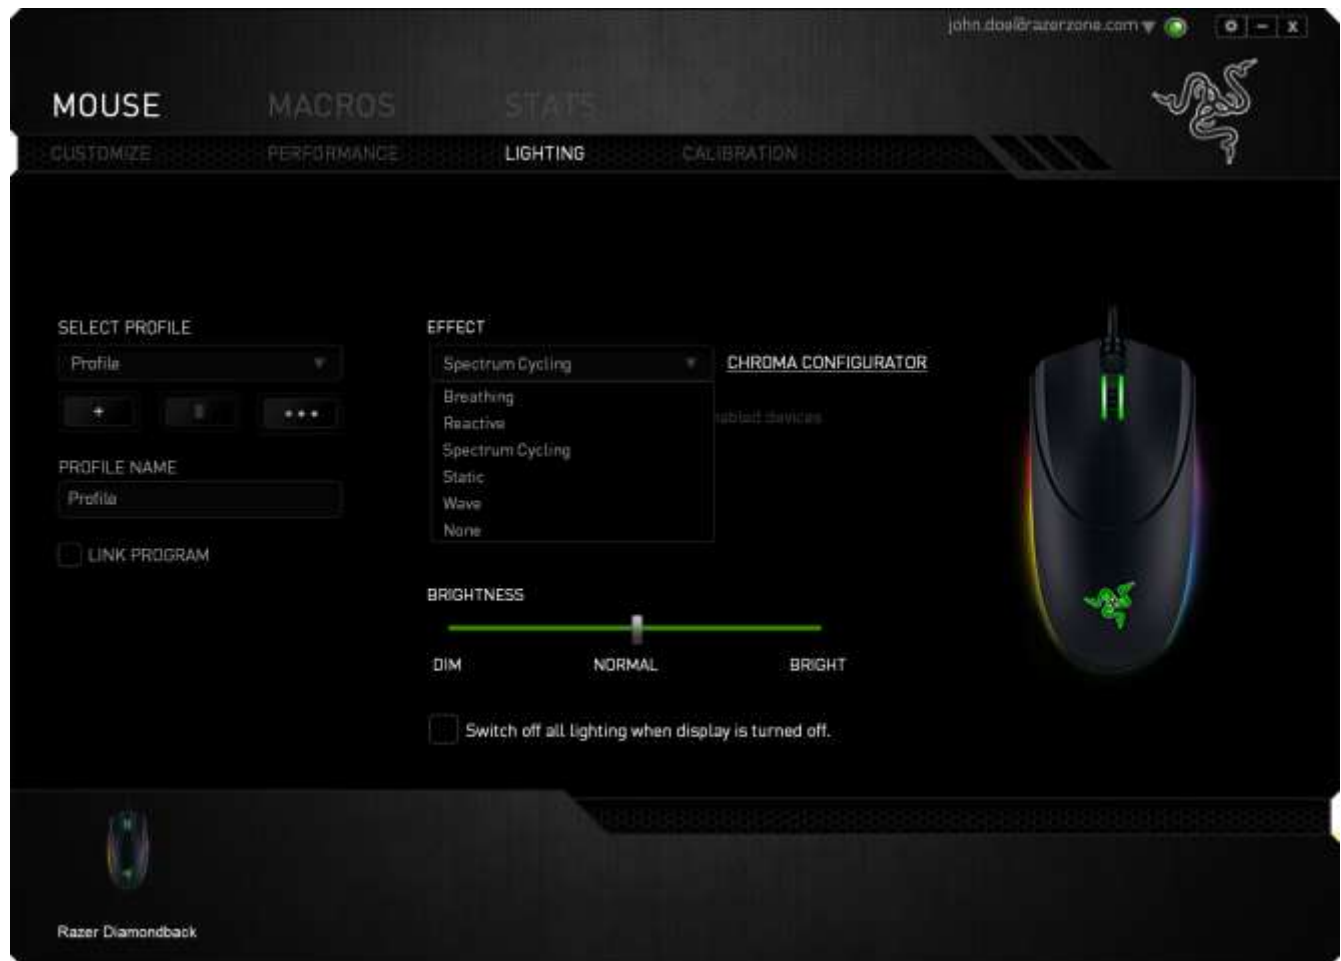 john.doe@razerzone.com
MOUSE MACROS STATS
CUSTOMIZE PERFORMANCE LIGHTING CALIBRATION
SELECT PROFILE
Profile
PROFILE NAME
Profile
LINK PROGRAM
EFFECT
Spectrum Cycling
CHROMA CONFIGURATOR
Breathing
Reactive
devices
Spectrum Cycling
Static
Wave
None
BRIGHTNESS
DIM NORMAL BRIGHT
Switch off all lighting when display is turned off.
Razer Diamondback